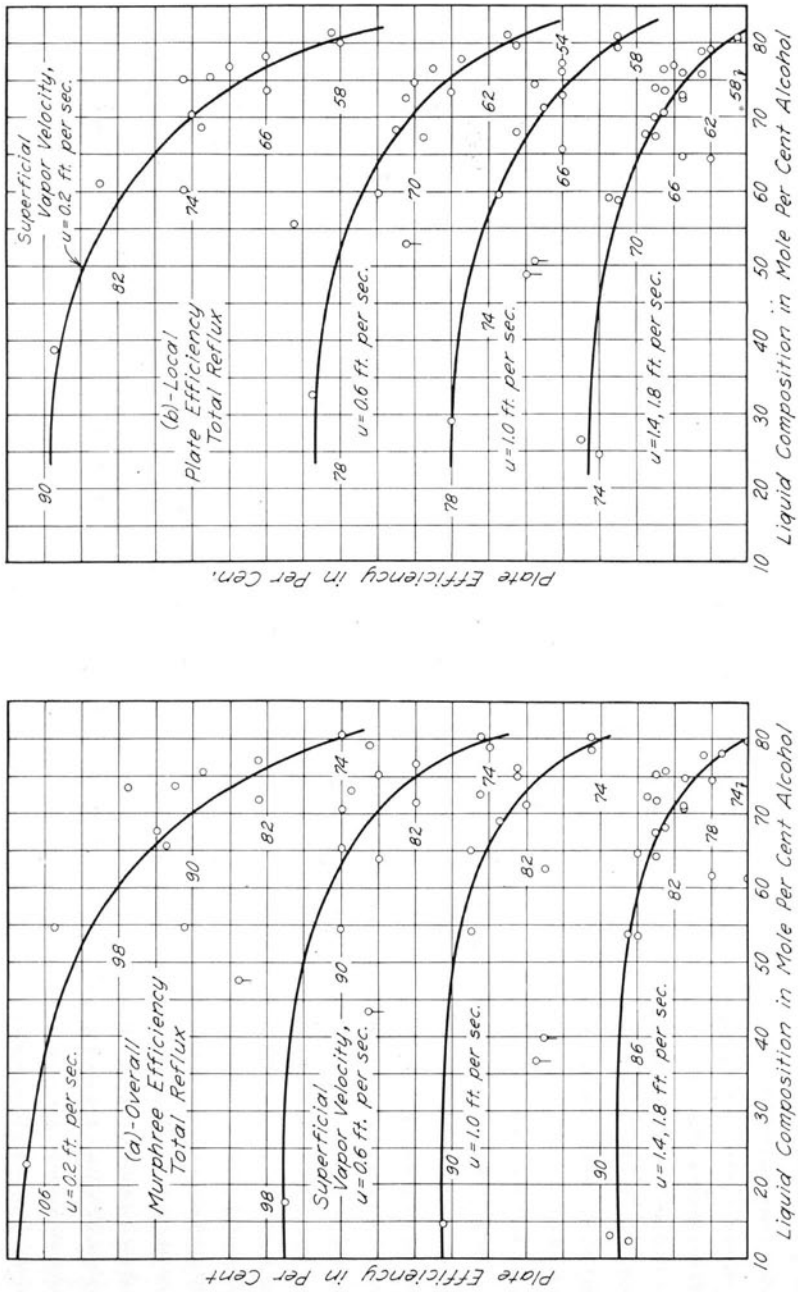 Plate Efficiency in Per Cent
106
u=0.2 ft. per sec.
(a)-Overall
Murphree Efficiency
Total Reflux
98
90
82
74
98
Superficial
Vapor Velocity,
u=0.6 ft. per sec.
90
82
74
90
u=1.0 ft. per sec.
82
74
90
u=1.4, 1.8 ft. per sec.
86
82
78
74
10 20 30 40 50 60 70 80
Liquid Composition in Mole Per Cent Alcohol
Plate Efficiency in Per Cen.
Superficial
Vapor Velocity,
u=0.2 ft. per sec.
90
82
74
66
58
(b)-Local
Plate Efficiency
Total Reflux
78
u=0.6 ft. per sec.
70
62
54
78
u=1.0 ft. per sec.
74
66
58
74
u=1.4, 1.8 ft. per sec.
70
66
62
58
10 20 30 40 50 60 70 80
Liquid Composition in Mole Per Cent Alcohol